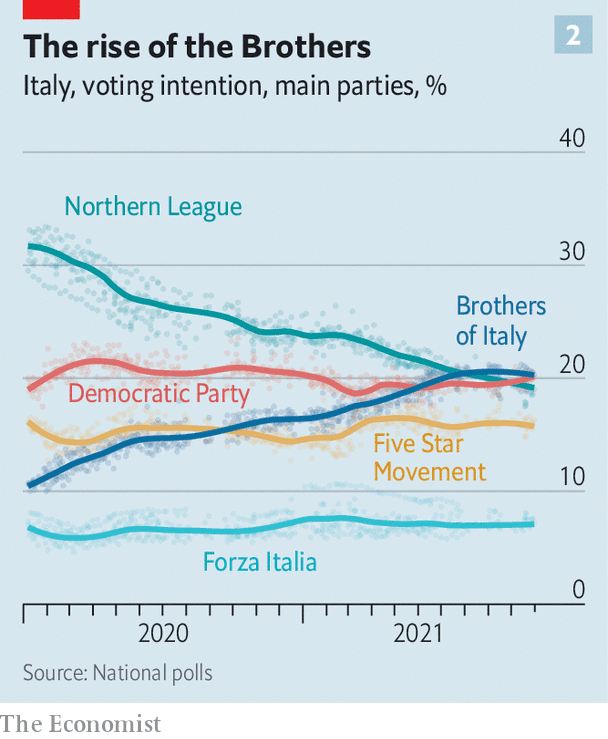 The rise of the Brothers
2
Italy, voting intention, main parties, %
40
Northern League
30
Brothers
of Italy
20
Democratic Party
Five Star
Movement
10
Forza Italia
0
2020
2021
Source: National polls
The Economist